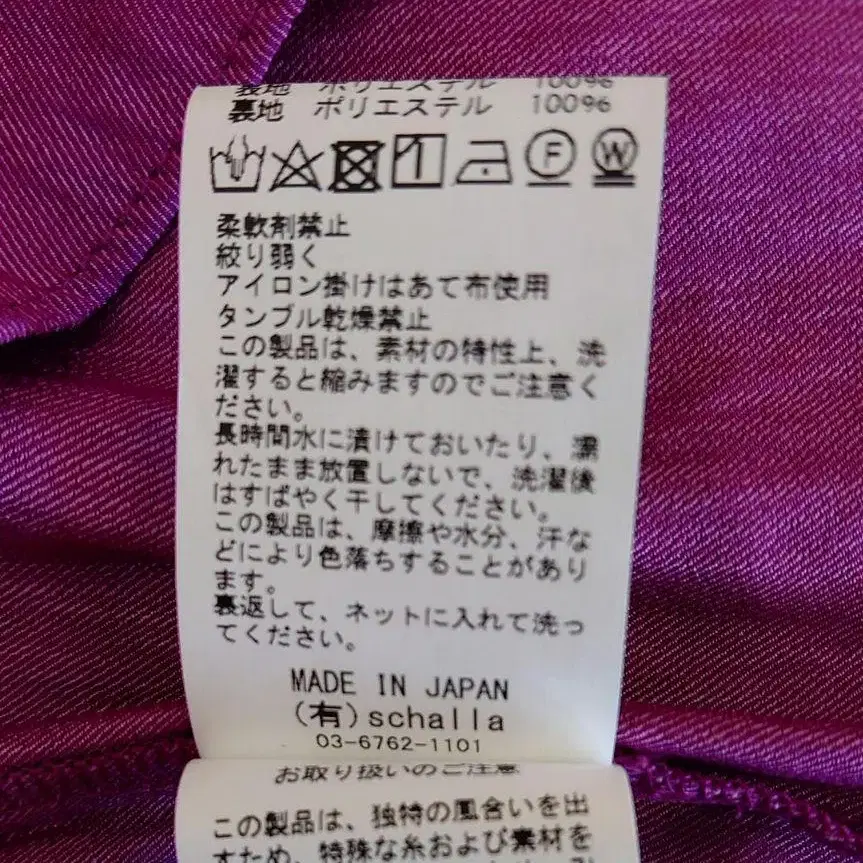 裏地 ポリエステル 100%
裏地 ポリエステル 100%
F W
柔軟剤禁止
絞り弱く
アイロン掛けはあて布使用
タンブル乾燥禁止
この製品は、素材の特性上、洗
濯すると縮みますのでご注意く
ださい。
長時間水に漬けておいたり、濡
れたまま放置しないで、洗濯後
はすばやく干してください。
この製品は、摩擦や水分、汗な
どにより色落ちすることがあり
ます。
裏返して、ネットに入れて洗っ
てください。
MADE IN JAPAN
(有)schalla
03-6762-1101
お取り扱いのご注意
この製品は、独特の風合いを出
すため、特殊な糸および素材を